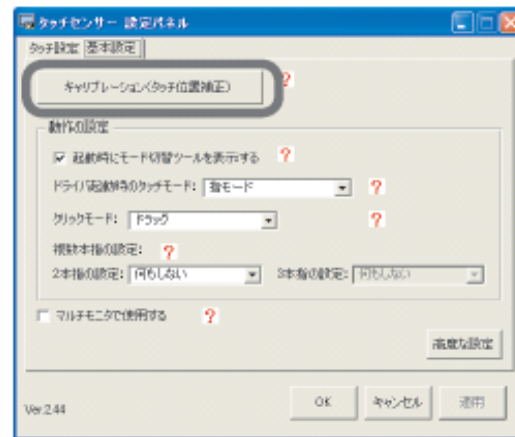 タッチセンサー 設定パネル
タッチ設定 基本設定
キャリブレーション(タッチ位置補正) ?
動作の設定
起動時にモード切替ツールを表示する ?
ドライバ起動時のタッチモード: 指モード ?
クリックモード: ドラッグ ?
複数本指の設定: ?
2本指の設定: 何もしない 3本指の設定: 何もしない
マルチモニタで使用する ?
高度な設定
Ver.2.44 OK キャンセル 適用